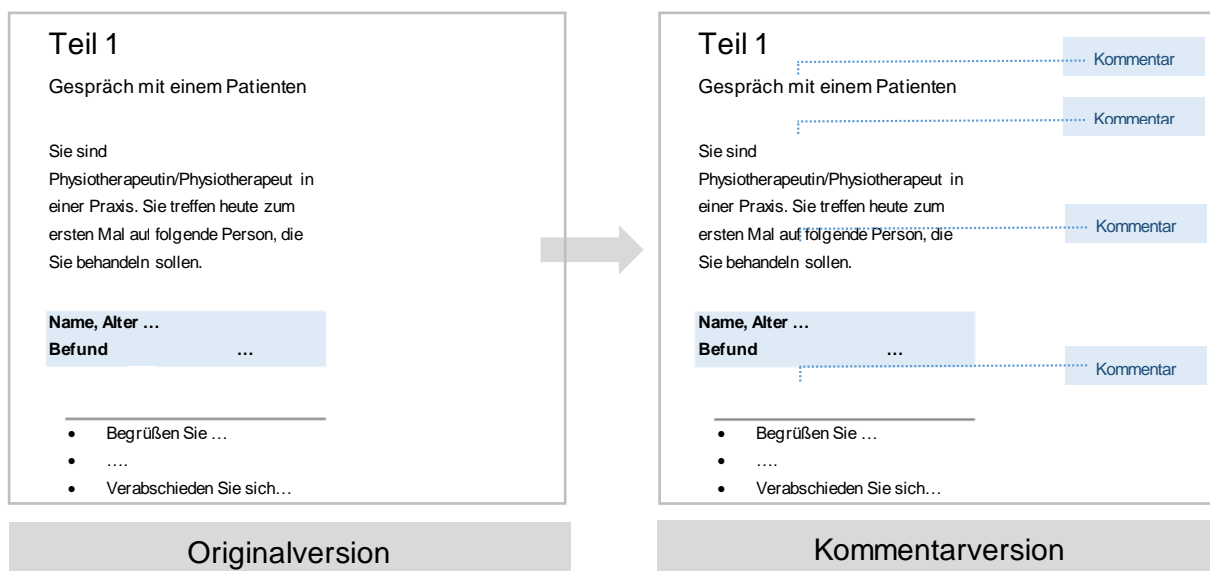 Teil 1
Gespräch mit einem Patienten
Sie sind
Physiotherapeutin/Physiotherapeut in
einer Praxis. Sie treffen heute zum
ersten Mal auf folgende Person, die
Sie behandeln sollen.
Name, Alter …
Befund …
• Begrüßen Sie …
• ….
• Verabschieden Sie sich…
Originalversion
Teil 1
Kommentar
Gespräch mit einem Patienten
Kommentar
Sie sind
Physiotherapeutin/Physiotherapeut in
einer Praxis. Sie treffen heute zum
ersten Mal auf folgende Person, die
Kommentar
Sie behandeln sollen.
Name, Alter …
Befund …
Kommentar
• Begrüßen Sie …
• ….
• Verabschieden Sie sich…
Kommentarversion